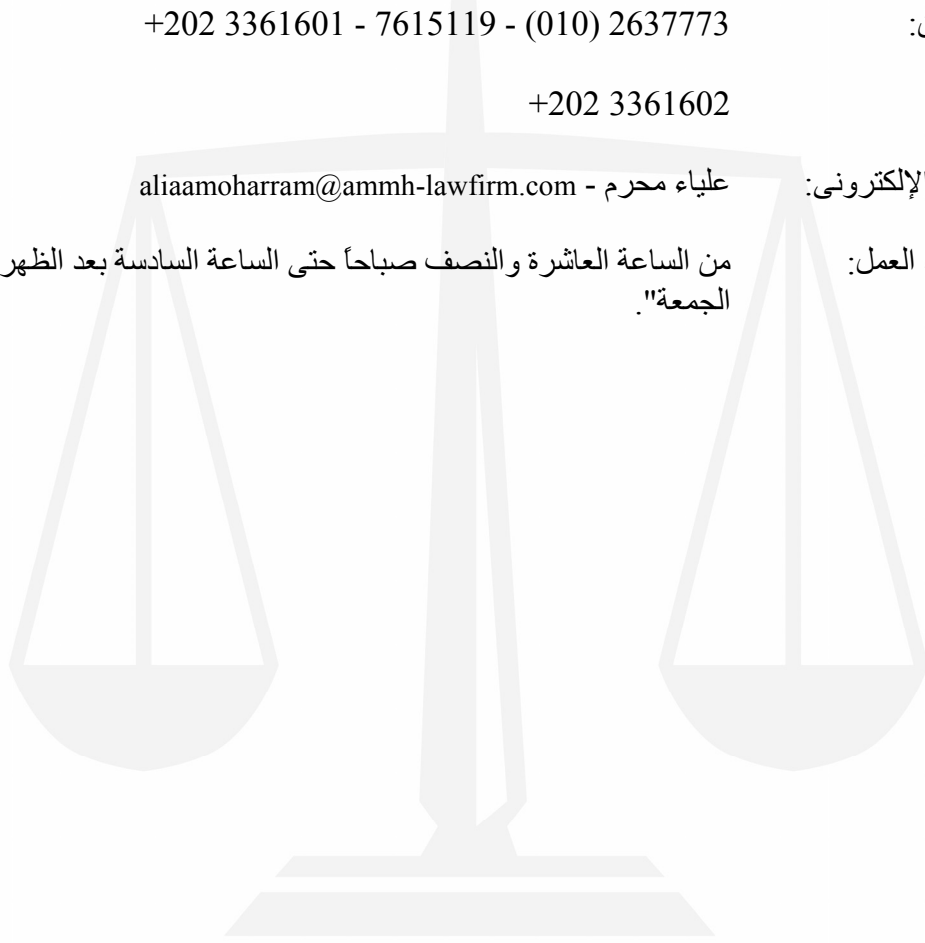 +202 3361601 - 7615119 - (010) 2637773
+202 3361602
الإلكترونى: علياء محرم - aliaamoharram@ammh-lawfirm.com
العمل: من الساعة العاشرة والنصف صباحاً حتى الساعة السادسة بعد الظهر
الجمعة".